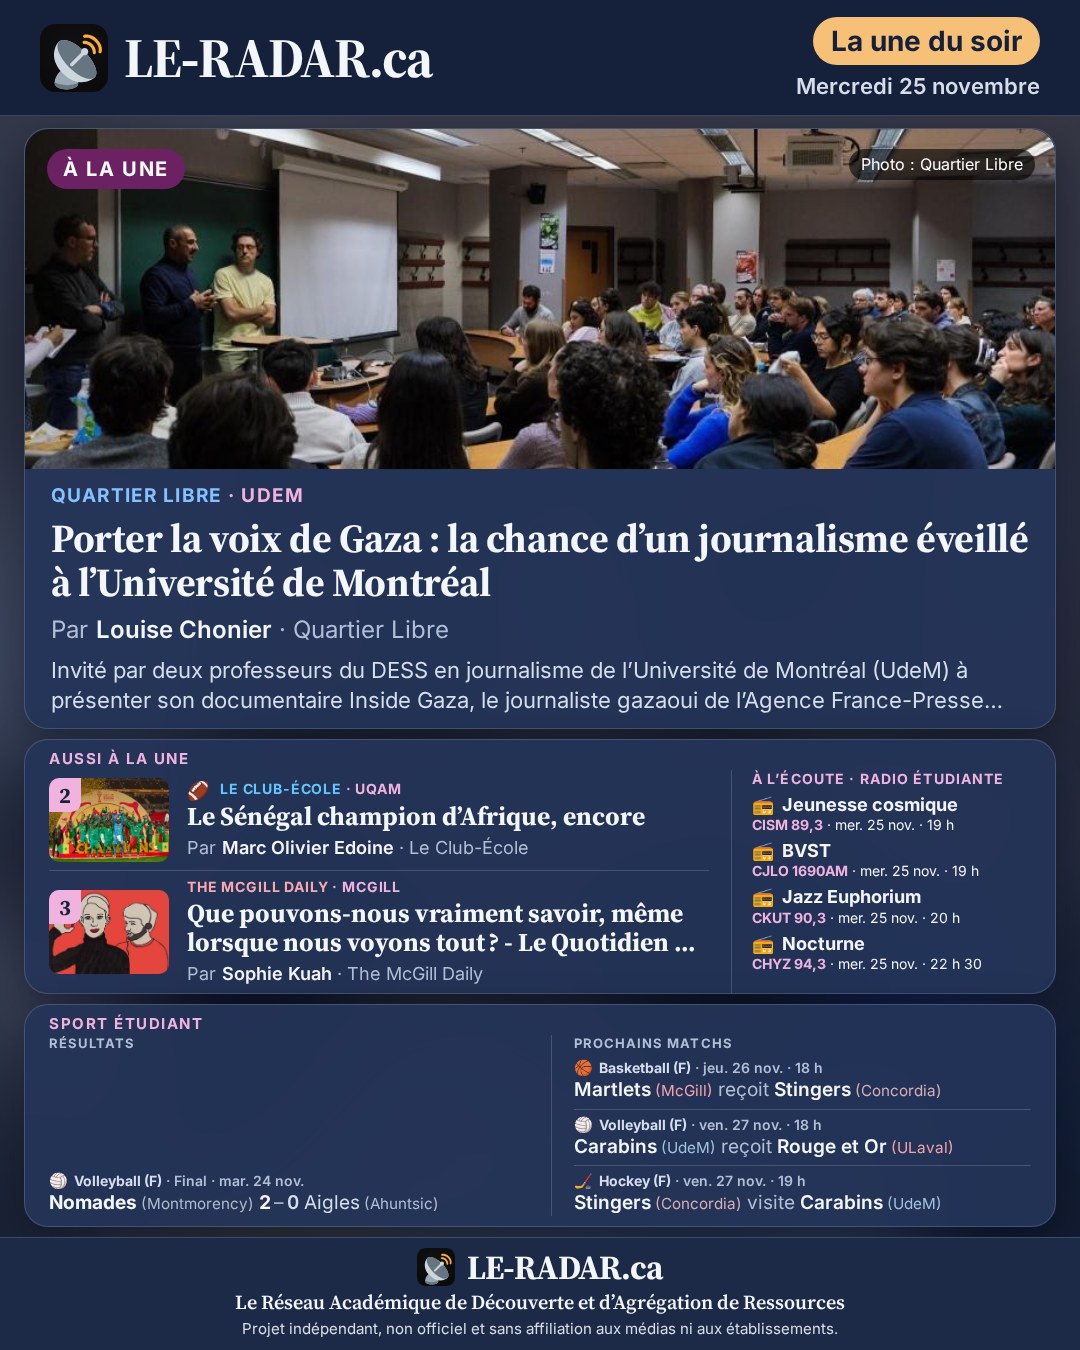 LE-RADAR.ca
La une du soir
Mercredi 25 novembre
À LA UNE
Photo : Quartier Libre
QUARTIER LIBRE · UDEM
Porter la voix de Gaza : la chance d’un journalisme éveillé
à l’Université de Montréal
Par Louise Chonier · Quartier Libre
Invité par deux professeurs du DESS en journalisme de l’Université de Montréal (UdeM) à
présenter son documentaire Inside Gaza, le journaliste gazaoui de l’Agence France-Presse…
AUSSI À LA UNE
2
LE CLUB-ÉCOLE · UQAM
Le Sénégal champion d’Afrique, encore
Par Marc Olivier Edoine · Le Club-École
3
THE MCGILL DAILY · MCGILL
Que pouvons-nous vraiment savoir, même
lorsque nous voyons tout ? - Le Quotidien …
Par Sophie Kuah · The McGill Daily
À L’ÉCOUTE · RADIO ÉTUDIANTE
Jeunesse cosmique
CISM 89,3 · mer. 25 nov. · 19 h
BVST
CJLO 1690AM · mer. 25 nov. · 19 h
Jazz Euphorium
CKUT 90,3 · mer. 25 nov. · 20 h
Nocturne
CHYZ 94,3 · mer. 25 nov. · 22 h 30
SPORT ÉTUDIANT
RÉSULTATS
Volleyball (F) · Final · mar. 24 nov.
Nomades (Montmorency) 2 – 0 Aigles (Ahuntsic)
PROCHAINS MATCHS
Basketball (F) · jeu. 26 nov. · 18 h
Martlets (McGill) reçoit Stingers (Concordia)
Volleyball (F) · ven. 27 nov. · 18 h
Carabins (UdeM) reçoit Rouge et Or (ULaval)
Hockey (F) · ven. 27 nov. · 19 h
Stingers (Concordia) visite Carabins (UdeM)
LE-RADAR.ca
Le Réseau Académique de Découverte et d’Agrégation de Ressources
Projet indépendant, non officiel et sans affiliation aux médias ni aux établissements.